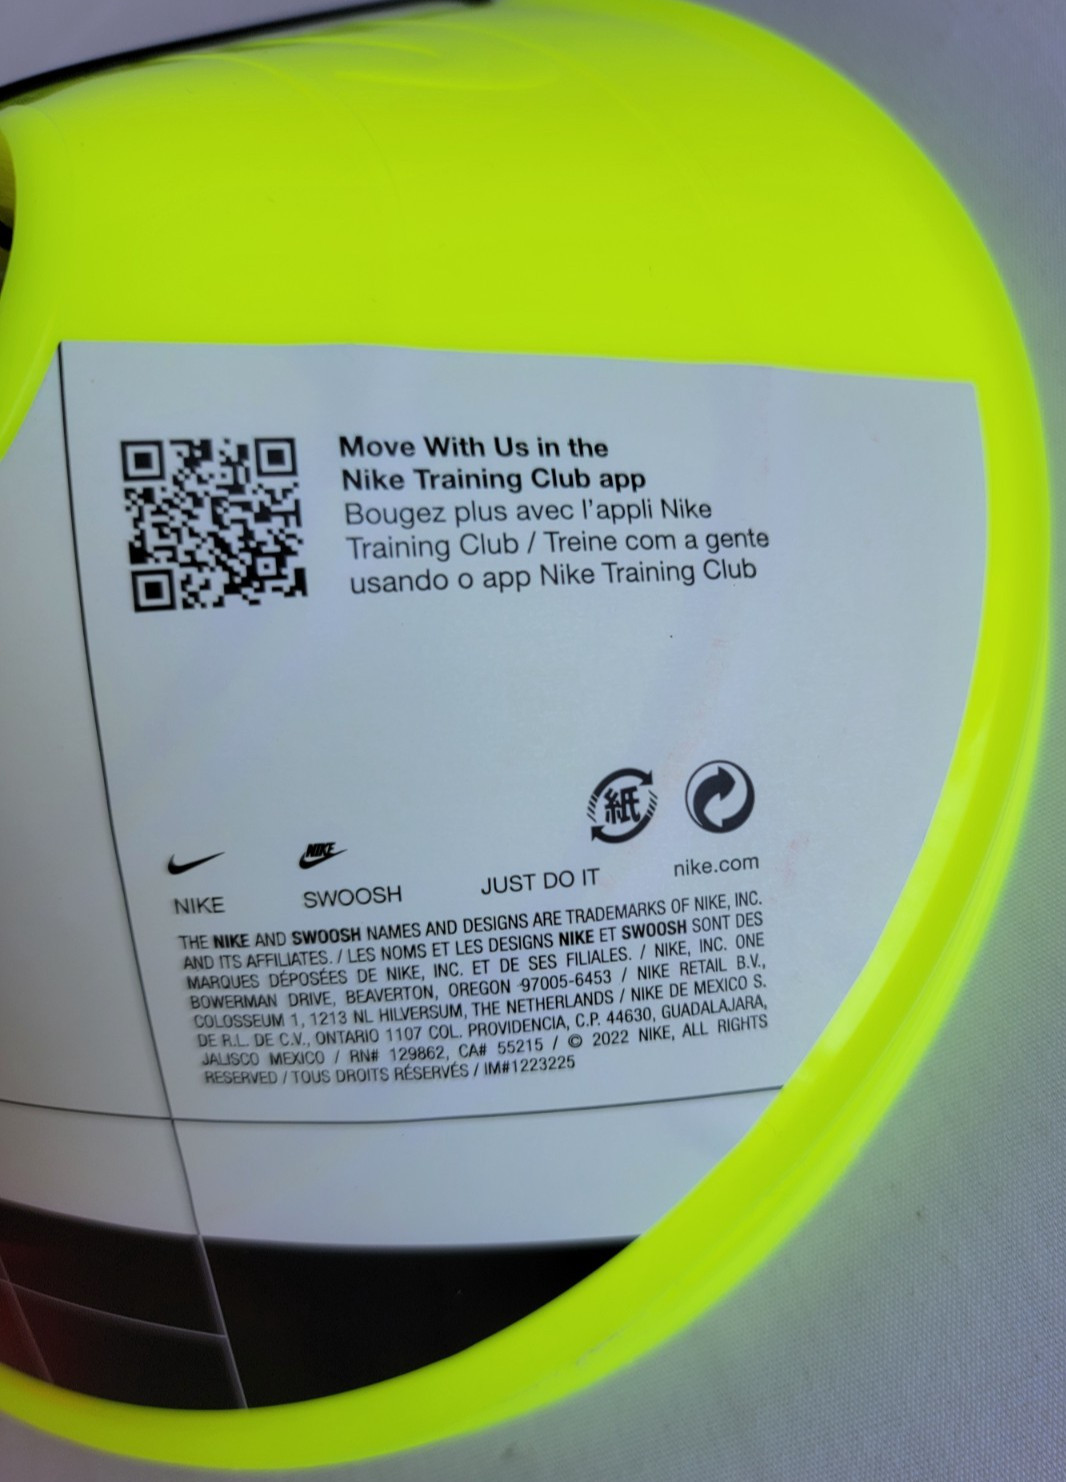 Move With Us in the
Nike Training Club app
Bougez plus avec l'appli Nike
Training Club / Treine com a gente
usando o app Nike Training Club
紙
NIKE
NIKE
SWOOSH
JUST DO IT
nike.com
THE NIKE AND SWOOSH NAMES AND DESIGNS ARE TRADEMARKS OF NIKE, INC.
AND ITS AFFILIATES. / LES NOMS ET LES DESIGNS NIKE ET SWOOSH SONT DES
MARQUES DÉPOSÉES DE NIKE, INC. ET DE SES FILIALES. / NIKE, INC. ONE
BOWERMAN DRIVE, BEAVERTON, OREGON 97005-6453 / NIKE RETAIL B.V.,
COLOSSEUM 1, 1213 NL HILVERSUM, THE NETHERLANDS / NIKE DE MEXICO S.
DE R.L. DE C.V., ONTARIO 1107 COL. PROVIDENCIA, C.P. 44630, GUADALAJARA,
JALISCO MEXICO / RN# 129862, CA# 55215 / © 2022 NIKE, ALL RIGHTS
RESERVED / TOUS DROITS RÉSERVÉS / IM#1223225